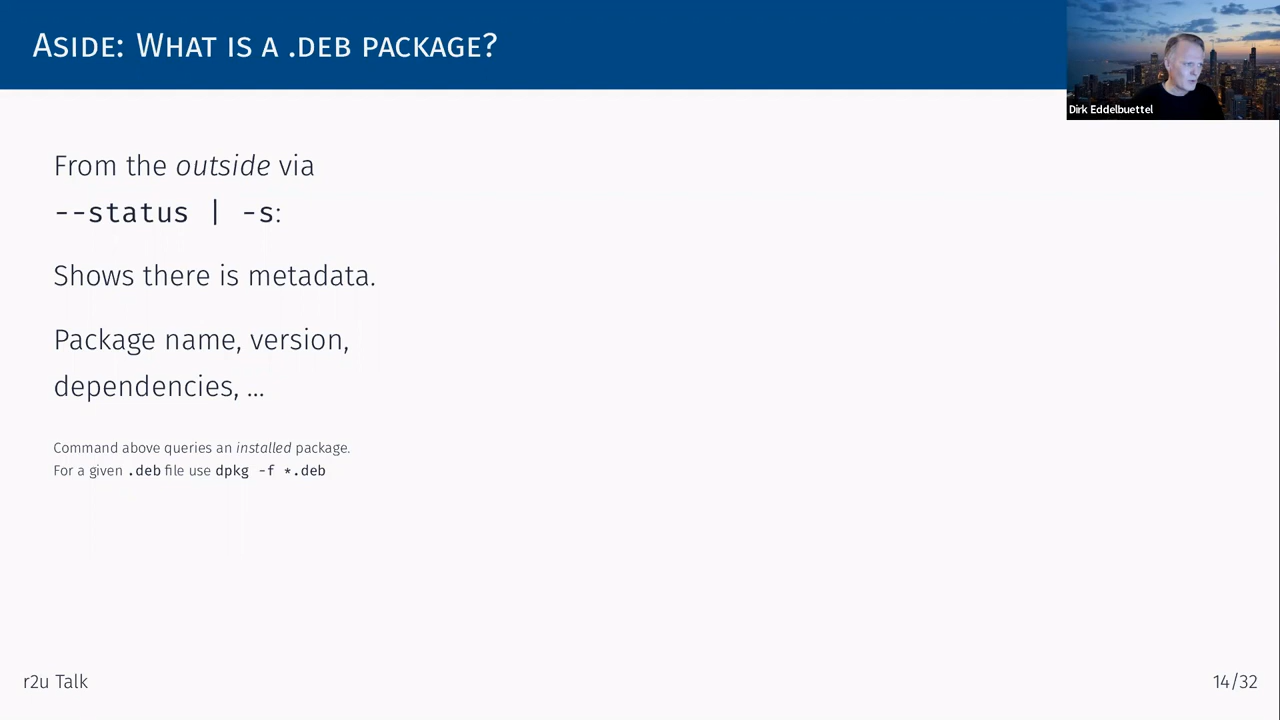 ASIDE: WHAT IS A .DEB PACKAGE?
Dirk Eddelbuettel
From the outside via
--status | -s:
Shows there is metadata.
Package name, version,
dependencies, ...
Command above queries an installed package.
For a given .deb file use dpkg -f *.deb
r2u Talk
14/32